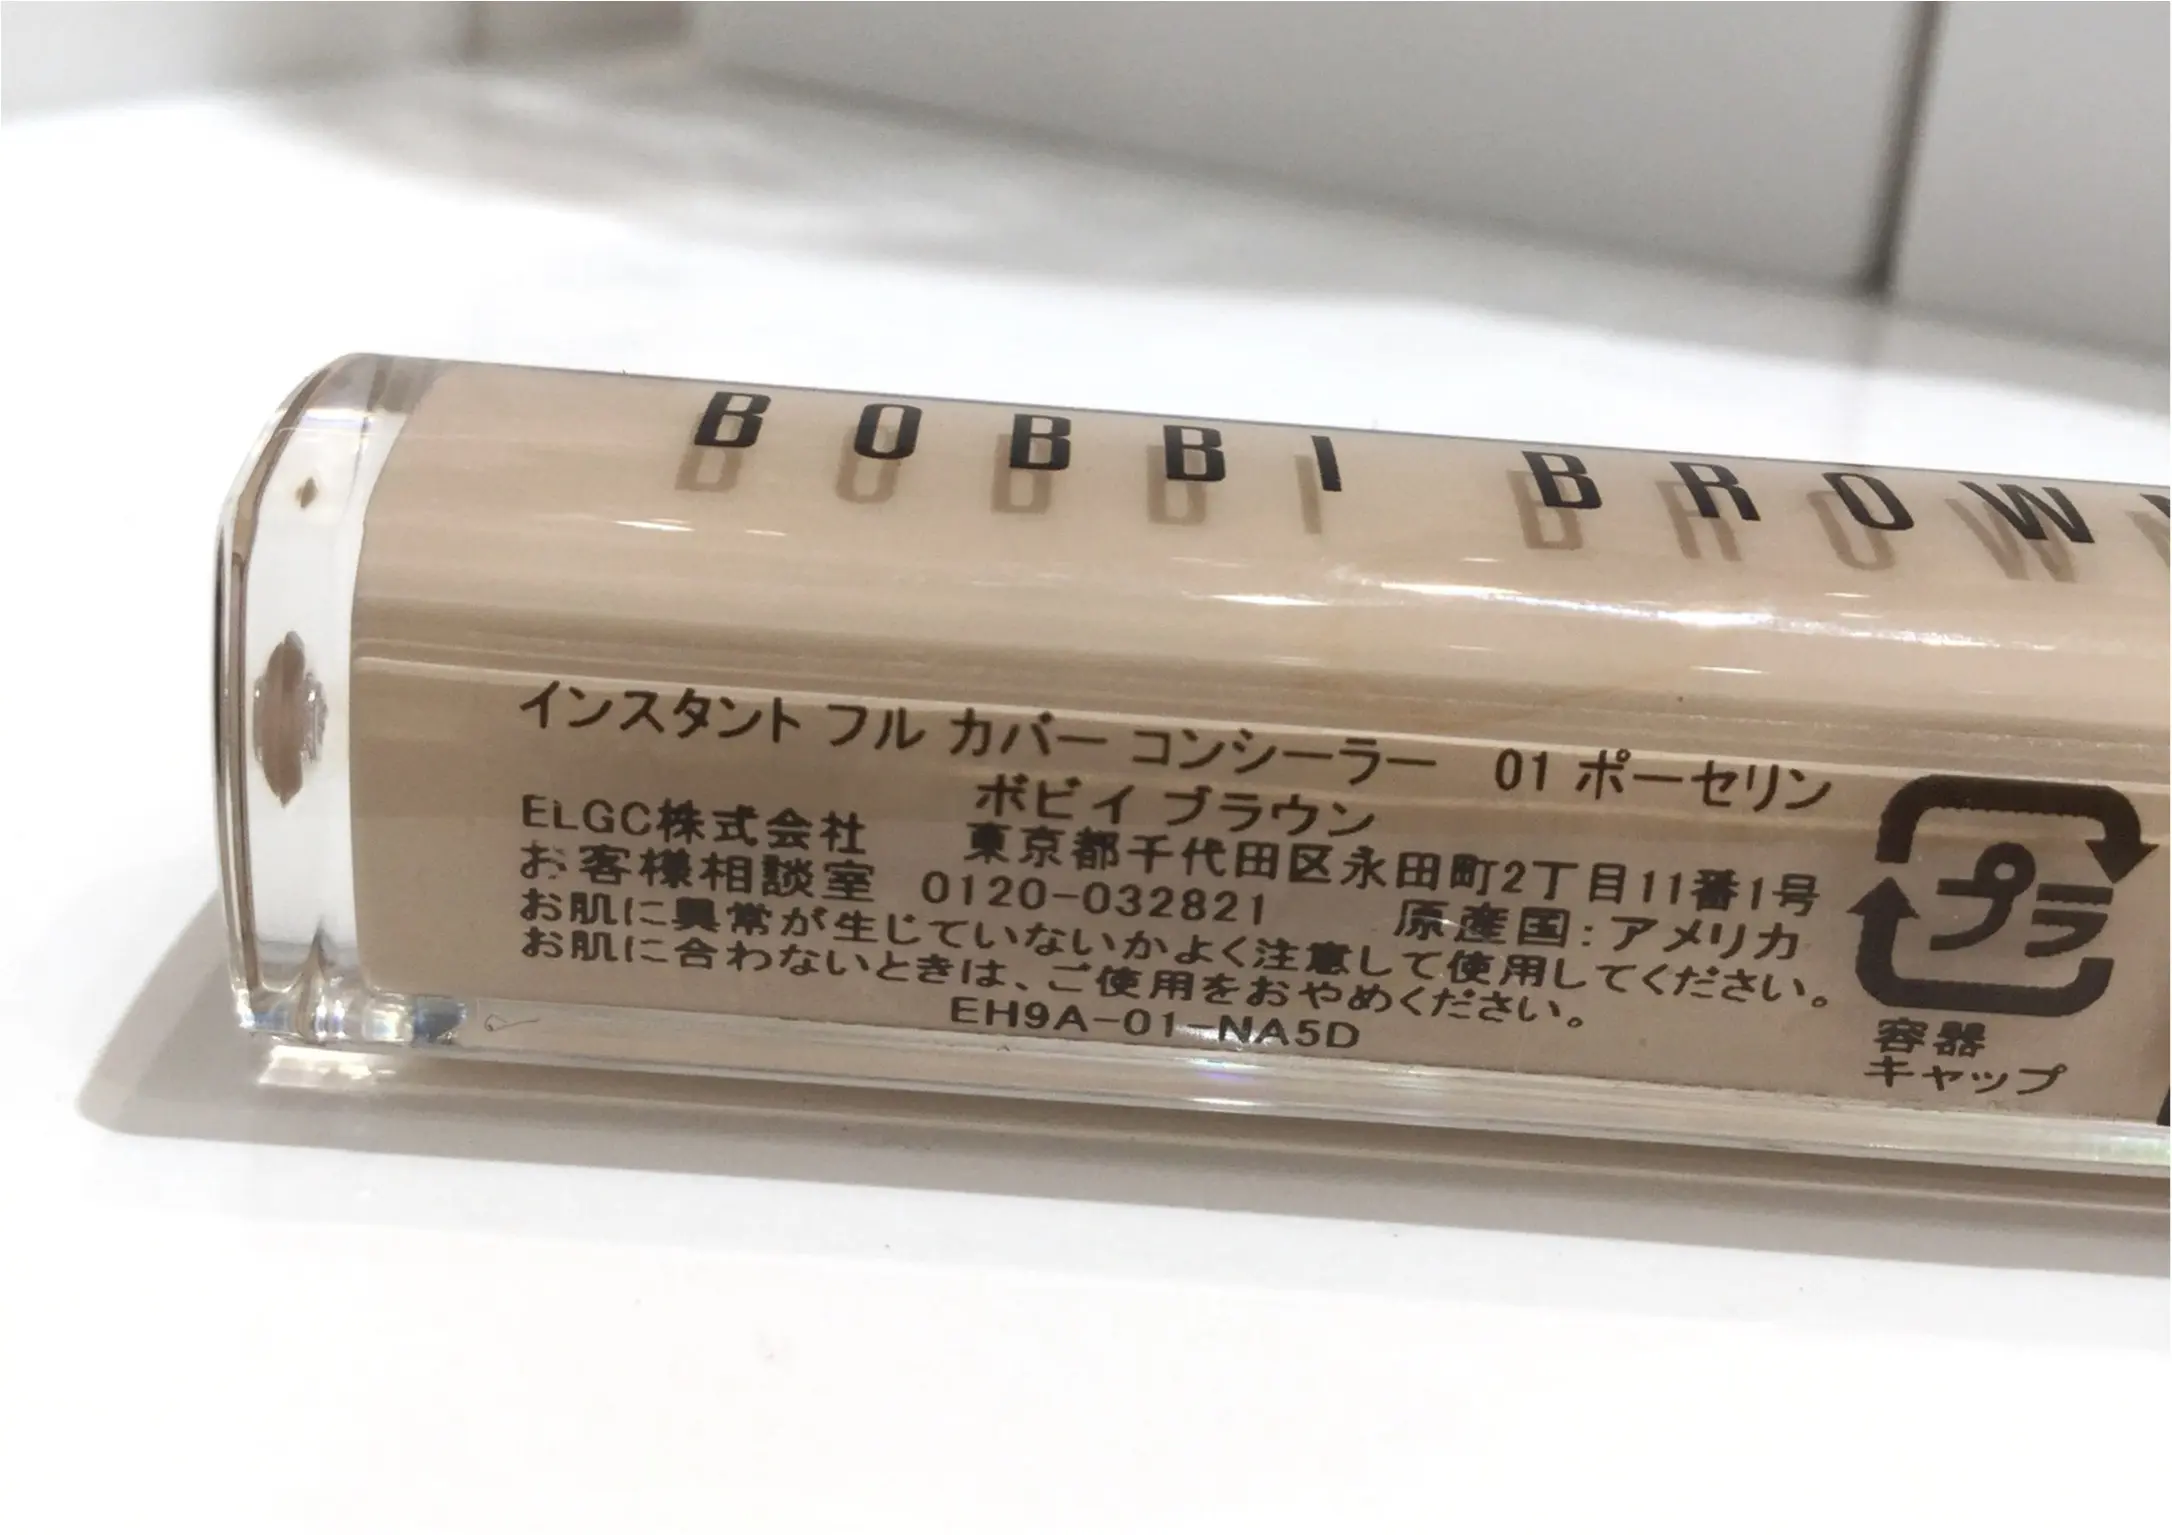 BOBBI BROWN
インスタント フル カバー コンシーラー 01 ポーセリン
ボビイ ブラウン
ELGC株式会社 東京都千代田区永田町2丁目11番1号
お客様相談室 0120-032821 原産国:アメリカ
お肌に異常が生じていないかよく注意して使用してください。
お肌に合わないときは、ご使用をおやめください。
EH9A-01-NA5D
プラ
容器
キャップ